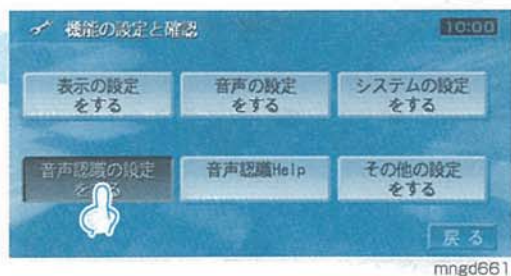 機能の設定と確認
10:00
表示の設定
をする
音声の設定
をする
システムの設定
をする
音声認識の設定
をする
音声認識Help
その他の設定
をする
戻る
mngd661